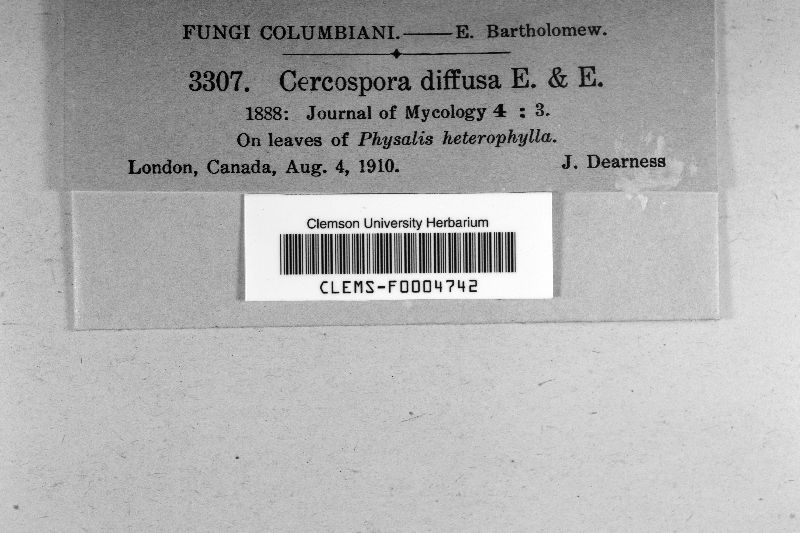 FUNGI COLUMBIANI.——E. Bartholomew.
3307. Cercospora diffusa E. & E.
1888: Journal of Mycology 4 : 3.
On leaves of Physalis heterophylla.
London, Canada, Aug. 4, 1910. J. Dearness
Clemson University Herbarium
CLEMS-F0004742